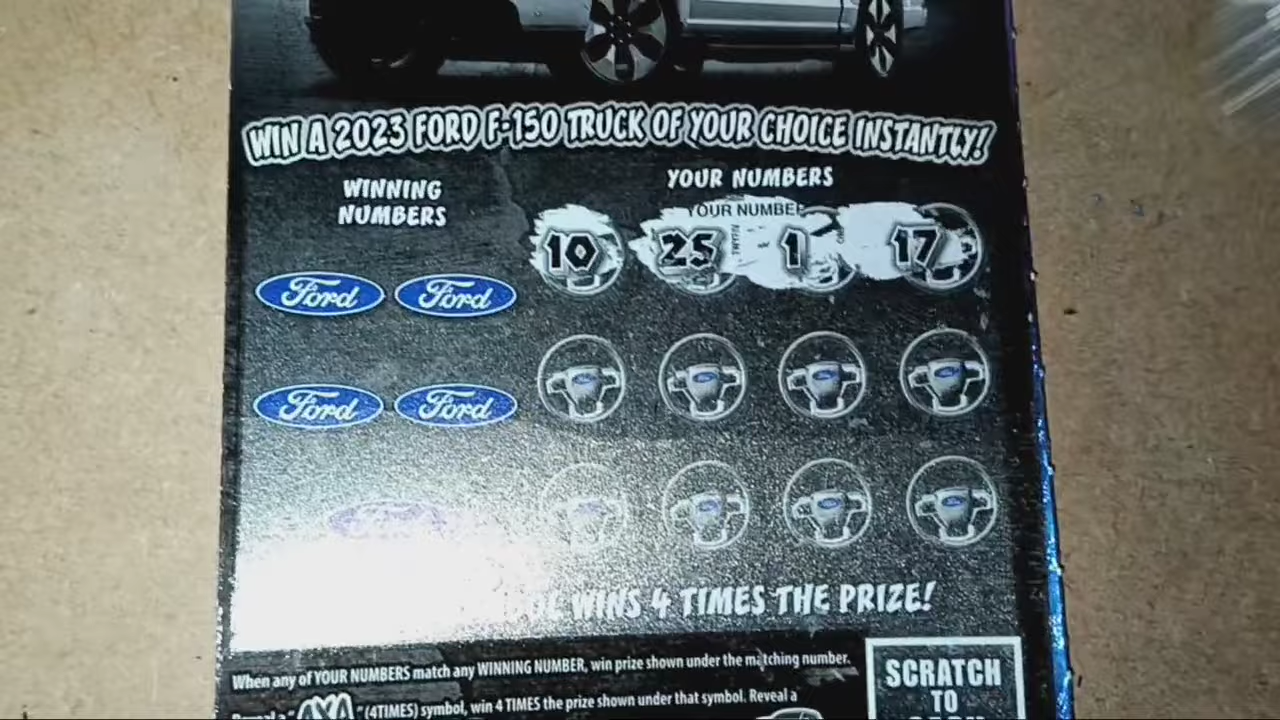 WIN A 2023 FORD F-150 TRUCK OF YOUR CHOICE INSTANTLY!
WINNING
NUMBERS
YOUR NUMBERS
YOUR NUMBE
10 25 1 17
Ford Ford
Ford Ford
Ford
WINS 4 TIMES THE PRIZE!
When any of YOUR NUMBERS match any WINNING NUMBER, win prize shown under the matching number.
Reveal a "4X" (4TIMES) symbol, win 4 TIMES the prize shown under that symbol. Reveal a
SCRATCH
TO